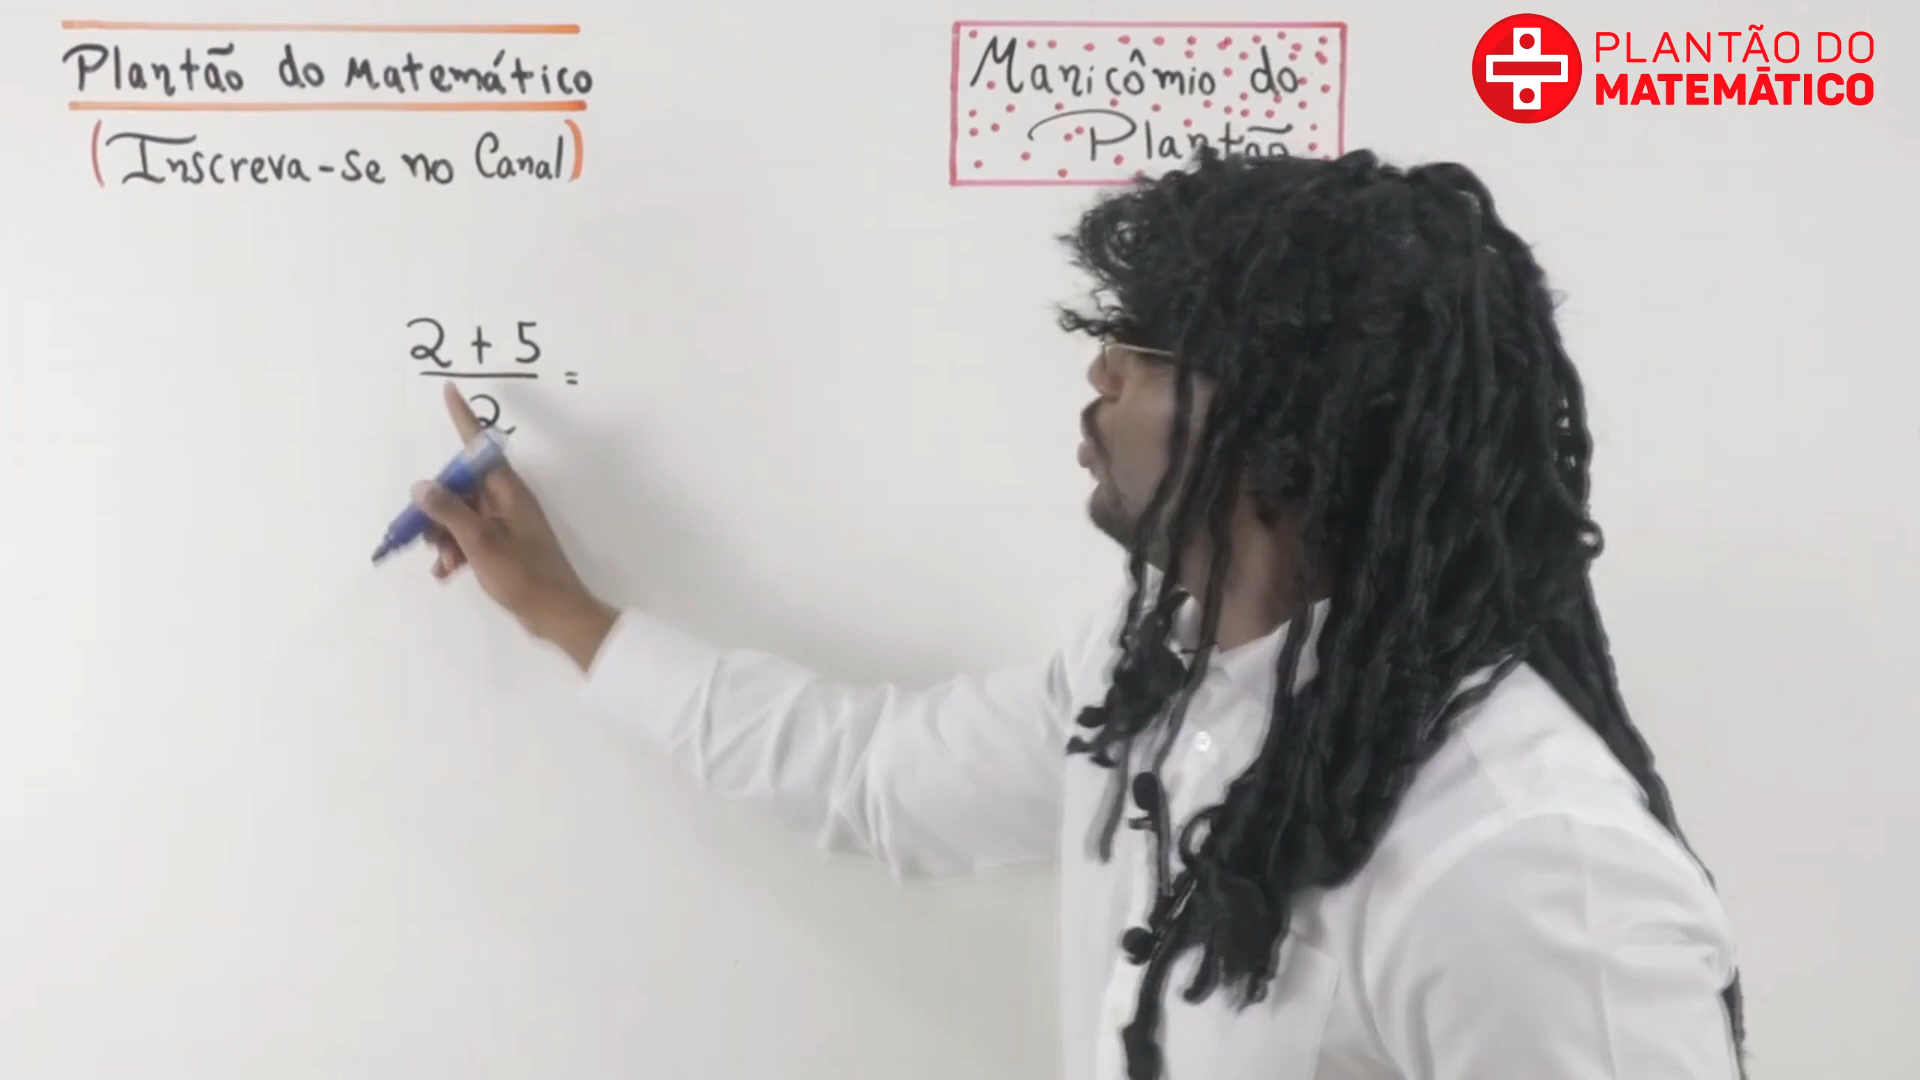 Plantão do Matemático
(Inscreva-se no Canal)
Manicômio do
Plantão
PLANTÃO DO
MATEMÁTICO
2 + 5
=
2